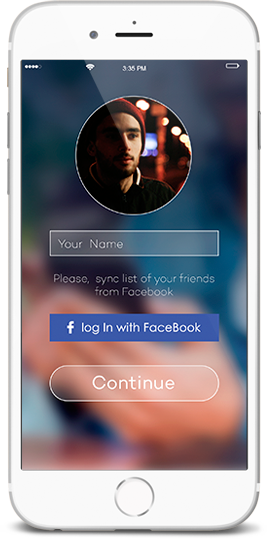 3:35 PM
Your Name
Please, sync list of your friends
from Facebook
f log In with FaceBook
Continue